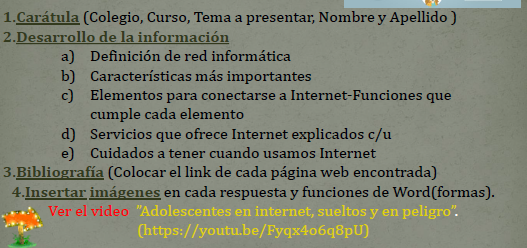 1.Carátula (Colegio, Curso, Tema a presentar, Nombre y Apellido )
2.Desarrollo de la información
a) Definición de red informática
b) Características más importantes
c) Elementos para conectarse a Internet-Funciones que
cumple cada elemento
d) Servicios que ofrece Internet explicados c/u
e) Cuidados a tener cuando usamos Internet
3.Bibliografía (Colocar el link de cada página web encontrada)
4.Insertar imágenes en cada respuesta y funciones de Word(formas).
Ver el video "Adolescentes en internet, sueltos y en peligro".
(https://youtu.be/Fyqx4o6q8pU)